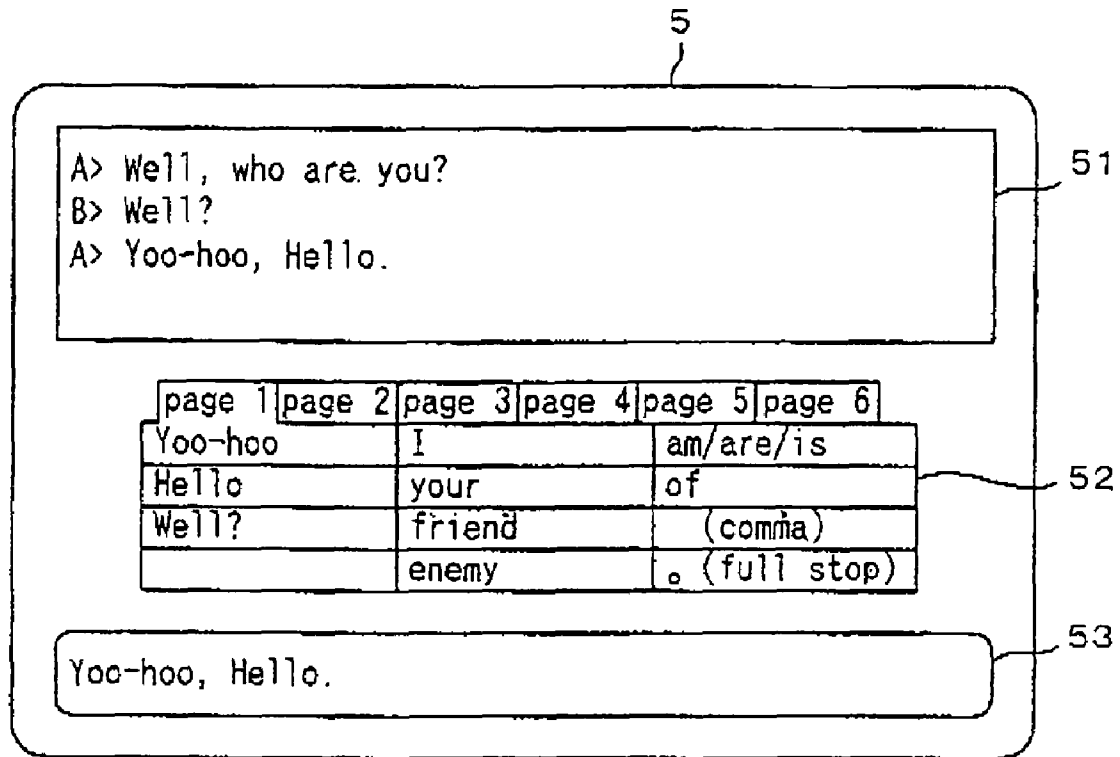 5
A> Well, who are you?
B> Well?
A> Yoo-hoo, Hello.
51
page 1 page 2 page 3 page 4 page 5 page 6
Yoo-hoo I am/are/is
Hello your of
52
Well? friend (comma)
enemy 。(full stop)
53
Yoo-hoo, Hello.